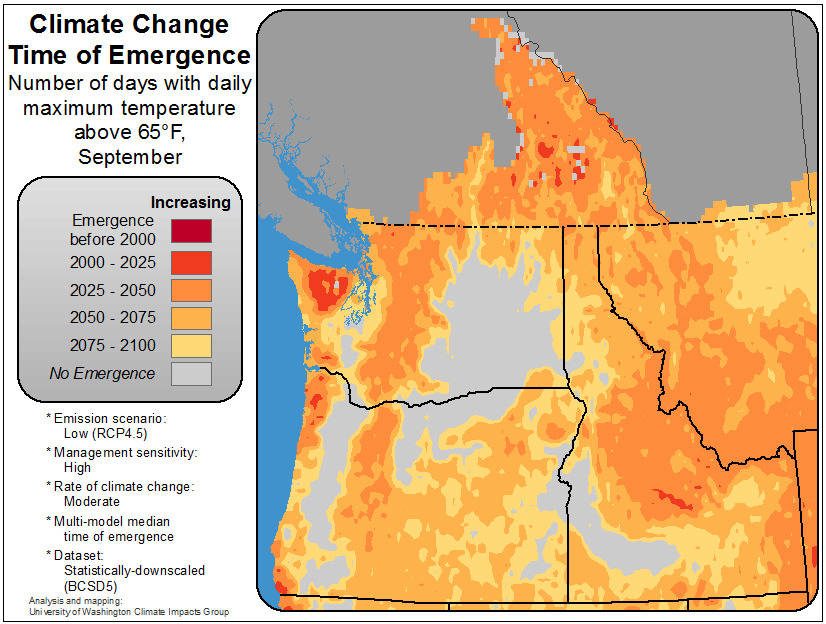 Climate Change
Time of Emergence
Number of days with daily
maximum temperature
above 65°F,
September
Increasing
Emergence
before 2000
2000 - 2025
2025 - 2050
2050 - 2075
2075 - 2100
No Emergence
* Emission scenario:
Low (RCP4.5)
* Management sensitivity:
High
* Rate of climate change:
Moderate
* Multi-model median
time of emergence
* Dataset:
Statistically-downscaled
(BCSD5)
Analysis and mapping:
University of Washington Climate Impacts Group